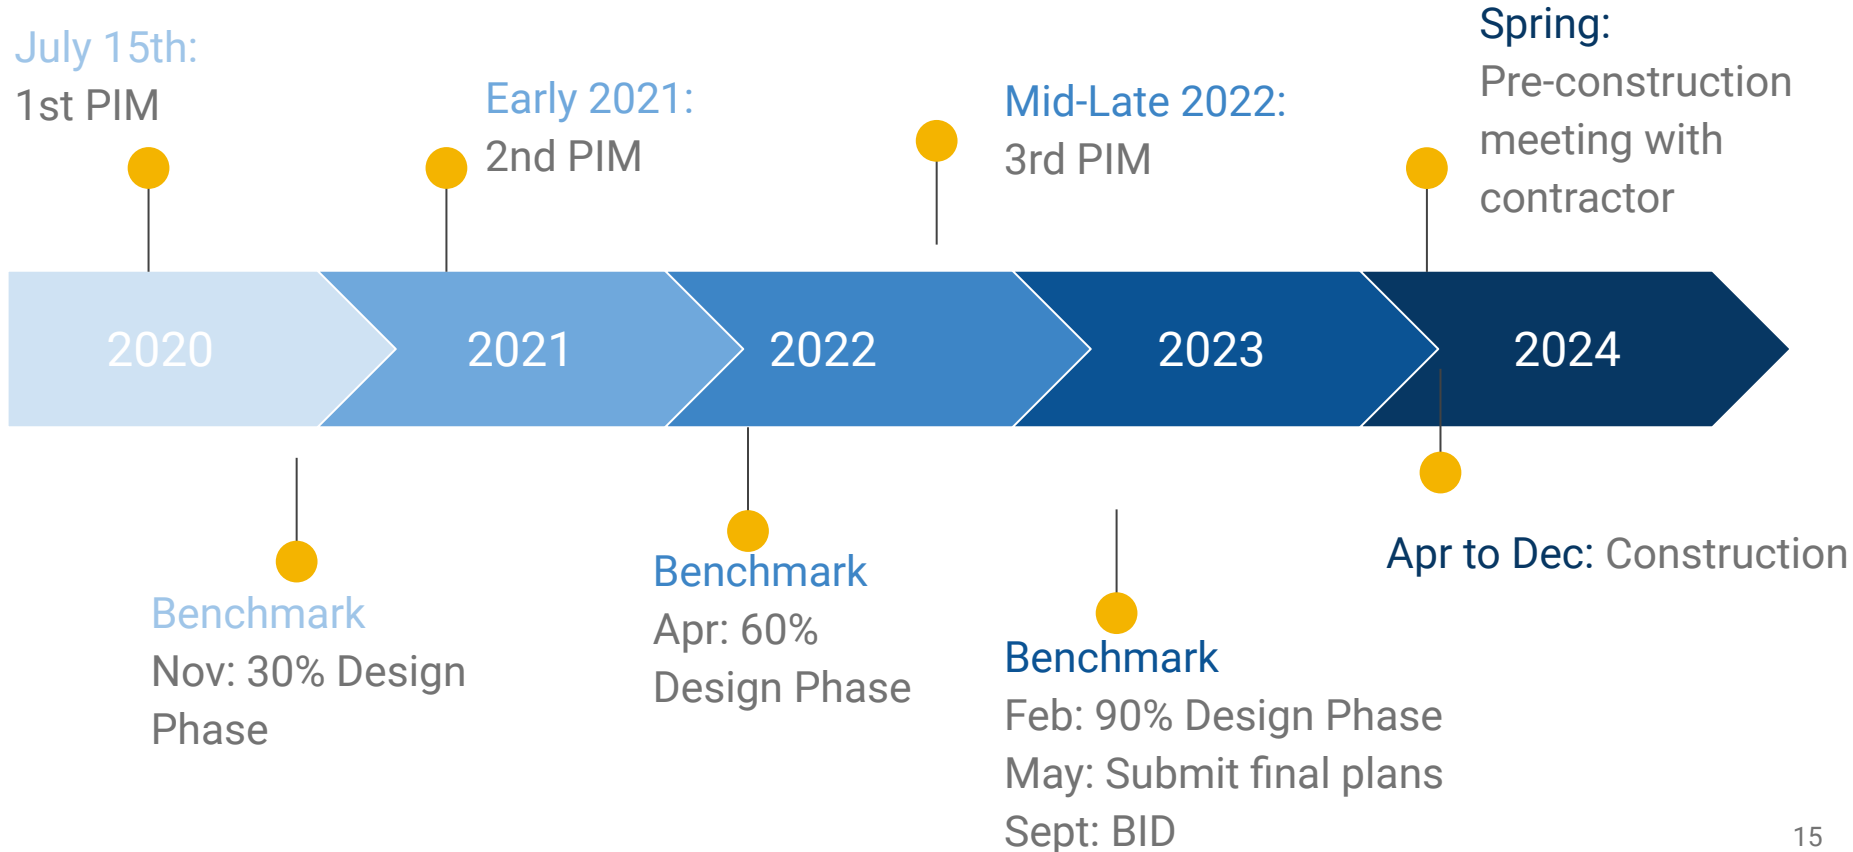 July 15th:
1st PIM
Early 2021:
2nd PIM
Mid-Late 2022:
3rd PIM
Spring:
Pre-construction
meeting with
contractor
2020
2021
2022
2023
2024
Benchmark
Nov: 30% Design
Phase
Benchmark
Apr: 60%
Design Phase
Benchmark
Feb: 90% Design Phase
May: Submit final plans
Sept: BID
Apr to Dec: Construction
15